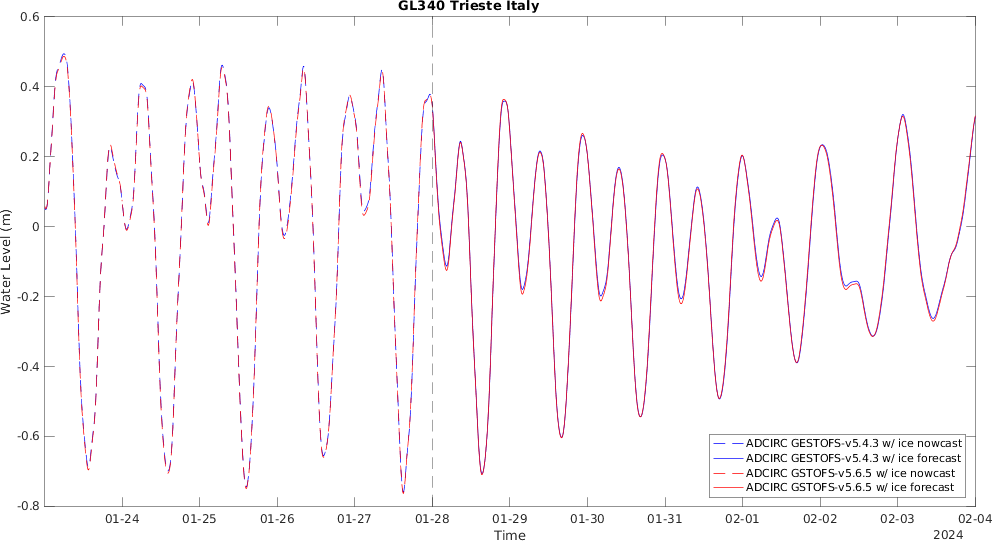 GL340 Trieste Italy
0.6
0.4
0.2
0
-0.2
-0.4
-0.6
-0.8
Water Level (m)
ADCIRC GESTOFS-v5.4.3 w/ ice nowcast
ADCIRC GESTOFS-v5.4.3 w/ ice forecast
ADCIRC GSTOFS-v5.6.5 w/ ice nowcast
ADCIRC GSTOFS-v5.6.5 w/ ice forecast
01-24 01-25 01-26 01-27 01-28 01-29 01-30 01-31 02-01 02-02 02-03 02-04
Time
2024